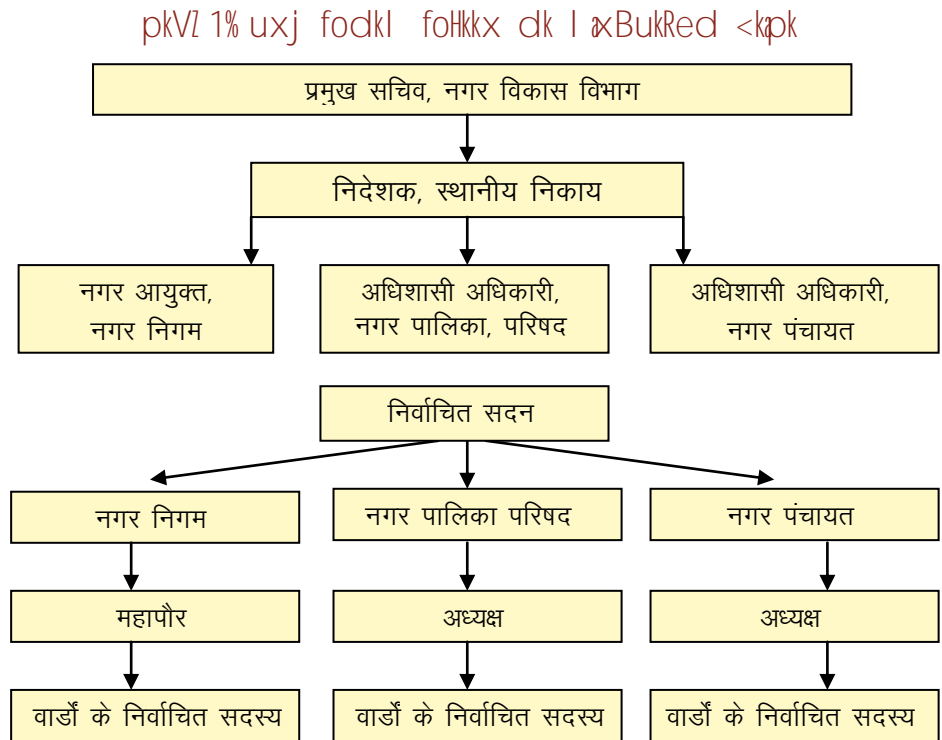 pkVZ 1% uxj fodkl foHkkx dk l axBukRed <kapk
प्रमुख सचिव, नगर विकास विभाग
निदेशक, स्थानीय निकाय
नगर आयुक्त,
नगर निगम
अधिशासी अधिकारी,
नगर पालिका, परिषद
अधिशासी अधिकारी,
नगर पंचायत
निर्वाचित सदन
नगर निगम
नगर पालिका परिषद
नगर पंचायत
महापौर
अध्यक्ष
अध्यक्ष
वार्डों के निर्वाचित सदस्य
वार्डों के निर्वाचित सदस्य
वार्डों के निर्वाचित सदस्य